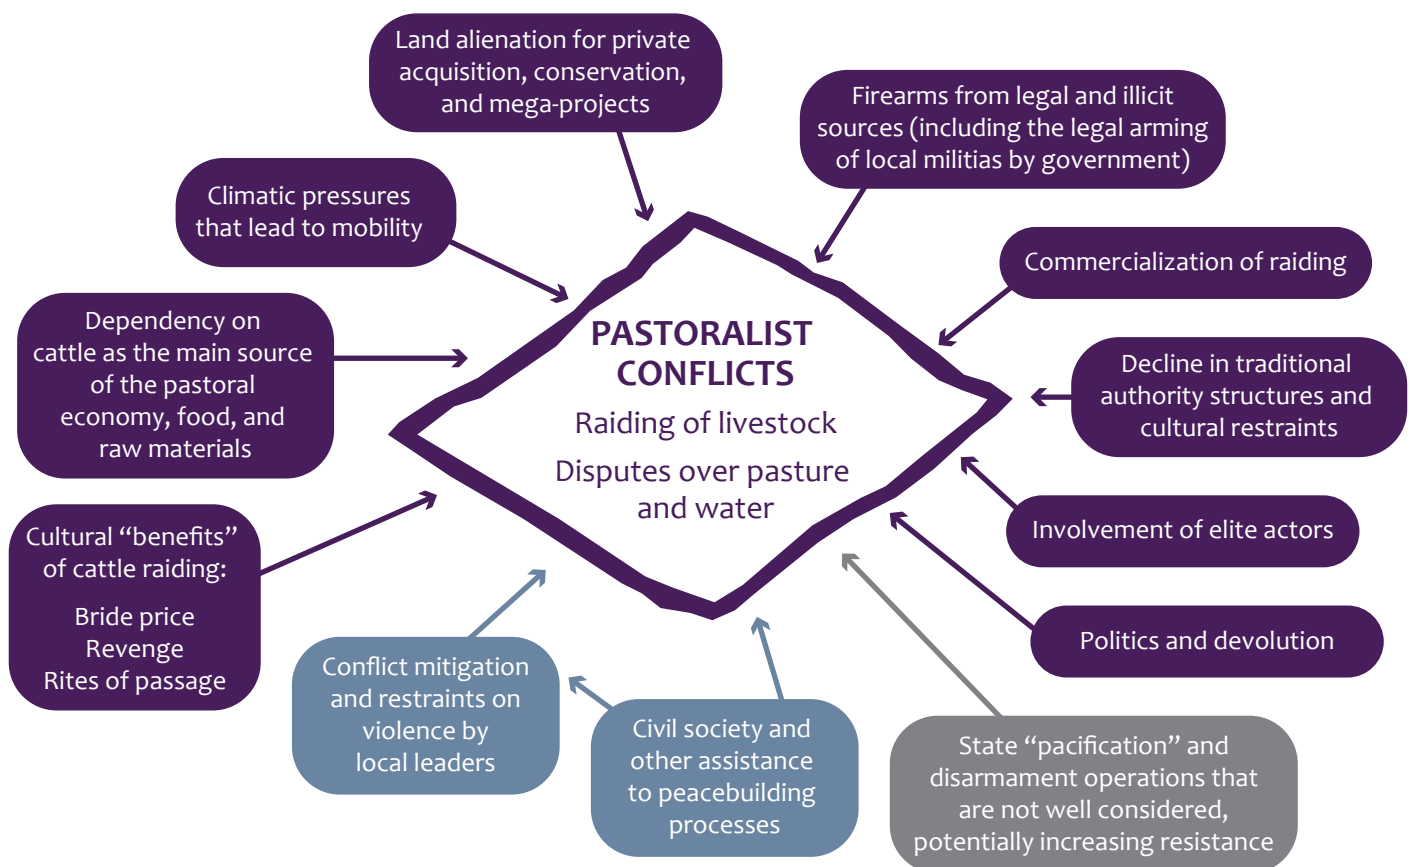 Land alienation for private
acquisition, conservation,
and mega-projects
Firearms from legal and illicit
sources (including the legal arming
of local militias by government)
Climatic pressures
that lead to mobility
Commercialization of raiding
Dependency on
cattle as the main source
of the pastoral
economy, food, and
raw materials
PASTORALIST
CONFLICTS
Raiding of livestock
Disputes over pasture
and water
Decline in traditional
authority structures and
cultural restraints
Cultural “benefits”
of cattle raiding:
Bride price
Revenge
Rites of passage
Involvement of elite actors
Politics and devolution
Conflict mitigation
and restraints on
violence by
local leaders
Civil society and
other assistance
to peacebuilding
processes
State “pacification” and
disarmament operations that
are not well considered,
potentially increasing resistance